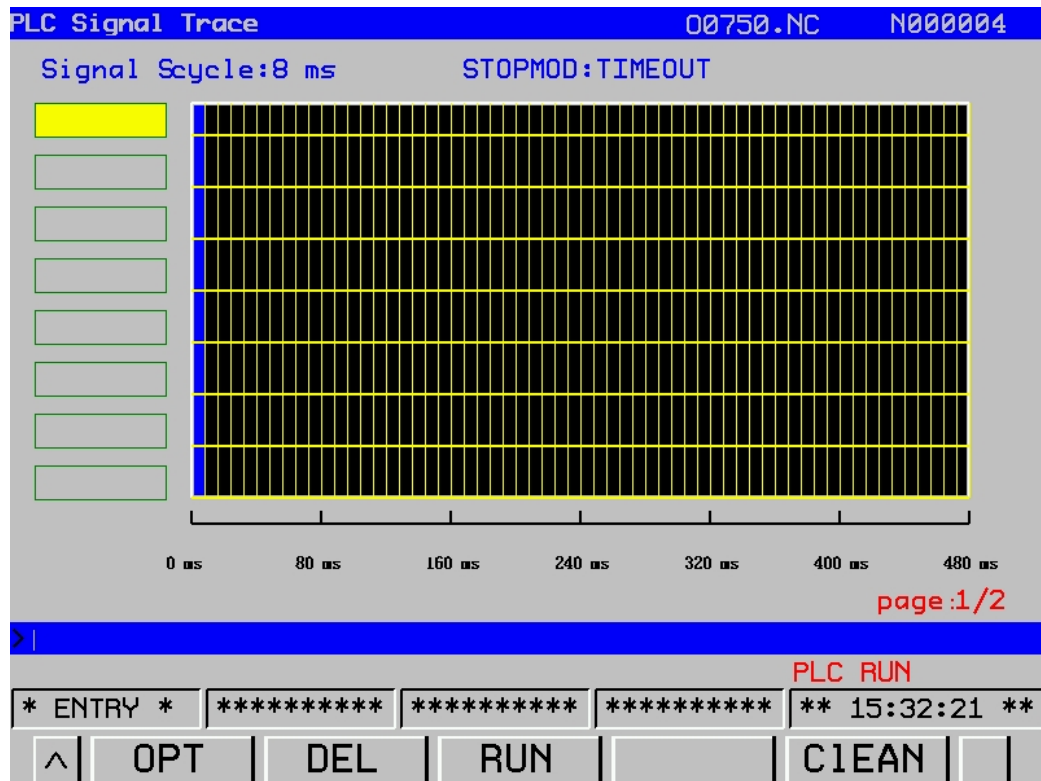 PLC Signal Trace O0750.NC N000004
Signal Scycle:8 ms STOPMOD:TIMEOUT
0 ms 80 ms 160 ms 240 ms 320 ms 400 ms 480 ms
page:1/2
>
PLC RUN
* ENTRY * ********** ********** ********** ** 15:32:21 **
^ OPT DEL RUN ClEAN